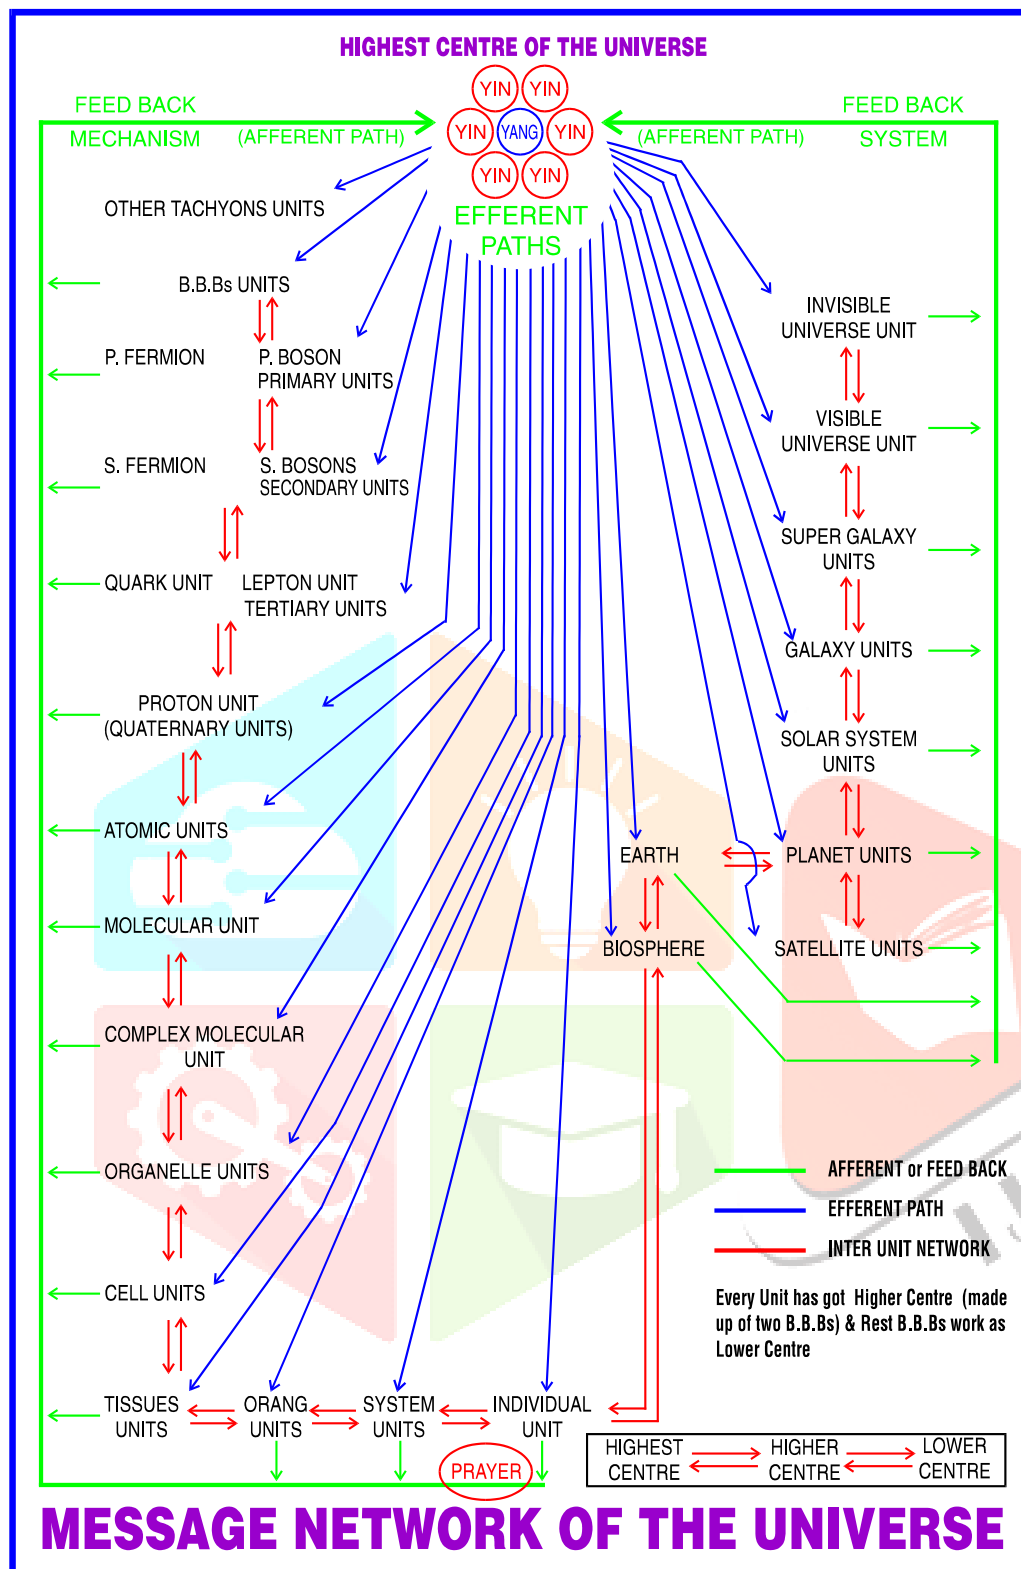 HIGHEST CENTRE OF THE UNIVERSE
YIN YIN
YIN YANG YIN
YIN YIN
FEED BACK
MECHANISM (AFFERENT PATH)
FEED BACK
(AFFERENT PATH) SYSTEM
EFFERENT
PATHS
OTHER TACHYONS UNITS
B.B.Bs UNITS
P. FERMION P. BOSON
PRIMARY UNITS
S. FERMION S. BOSONS
SECONDARY UNITS
QUARK UNIT LEPTON UNIT
TERTIARY UNITS
PROTON UNIT
(QUATERNARY UNITS)
ATOMIC UNITS
MOLECULAR UNIT
COMPLEX MOLECULAR
UNIT
ORGANELLE UNITS
CELL UNITS
TISSUES
UNITS
ORANG
UNITS
SYSTEM
UNITS
INDIVIDUAL
UNIT
PRAYER
INVISIBLE
UNIVERSE UNIT
VISIBLE
UNIVERSE UNIT
SUPER GALAXY
UNITS
GALAXY UNITS
SOLAR SYSTEM
UNITS
EARTH
PLANET UNITS
BIOSPHERE
SATELLITE UNITS
AFFERENT or FEED BACK
EFFERENT PATH
INTER UNIT NETWORK
Every Unit has got Higher Centre (made
up of two B.B.Bs) & Rest B.B.Bs work as
Lower Centre
HIGHEST
CENTRE
HIGHER
CENTRE
LOWER
CENTRE
MESSAGE NETWORK OF THE UNIVERSE